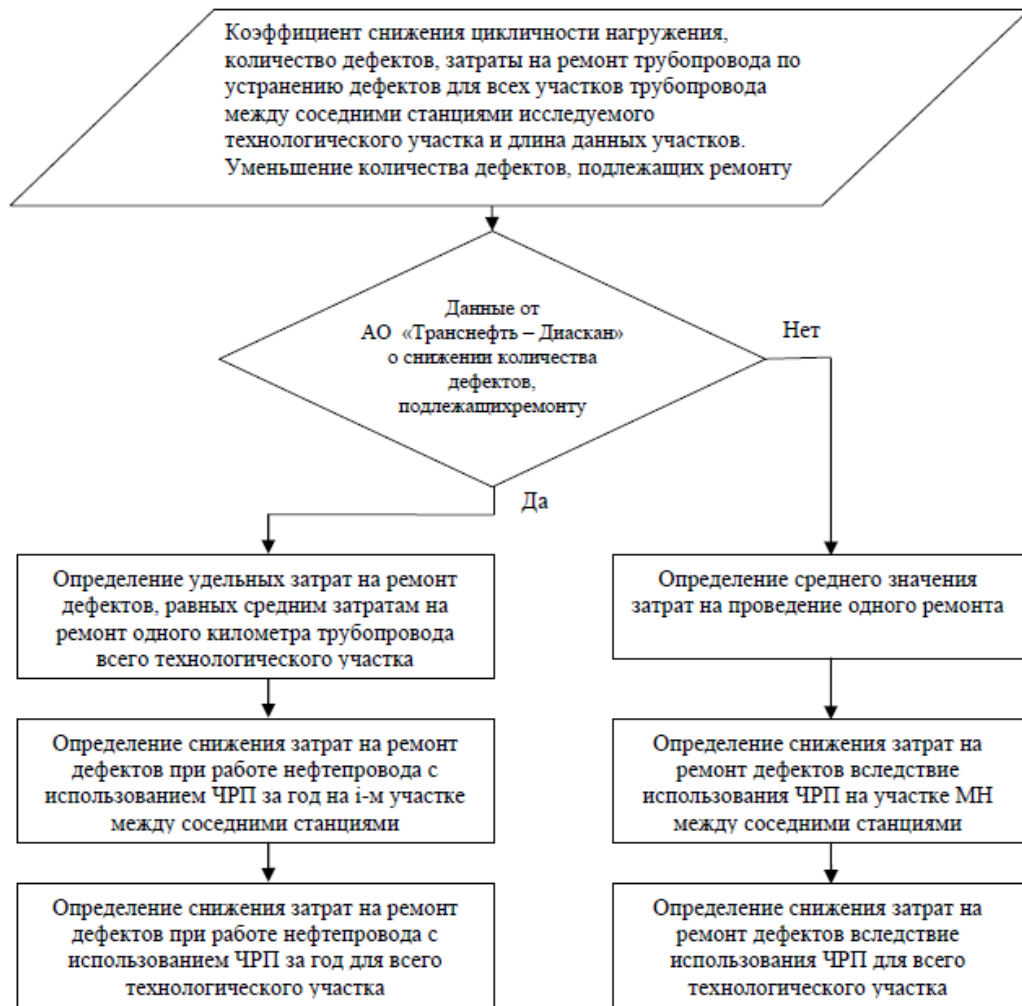 Коэффициент снижения цикличности нагружения,
количество дефектов, затраты на ремонт трубопровода по
устранению дефектов для всех участков трубопровода
между соседними станциями исследуемого
технологического участка и длина данных участков.
Уменьшение количества дефектов, подлежащих ремонту
Данные от
АО «Транснефть – Диаскан»
о снижении количества
дефектов,
подлежащихремонту
Нет
Да
Определение удельных затрат на ремонт
дефектов, равных средним затратам на
ремонт одного километра трубопровода
всего технологического участка
Определение среднего значения
затрат на проведение одного ремонта
Определение снижения затрат на ремонт
дефектов при работе нефтепровода с
использованием ЧРП за год на i-м участке
между соседними станциями
Определение снижения затрат на
ремонт дефектов вследствие
использования ЧРП на участке МН
между соседними станциями
Определение снижения затрат на ремонт
дефектов при работе нефтепровода с
использованием ЧРП за год для всего
технологического участка
Определение снижения затрат на
ремонт дефектов вследствие
использования ЧРП для всего
технологического участка